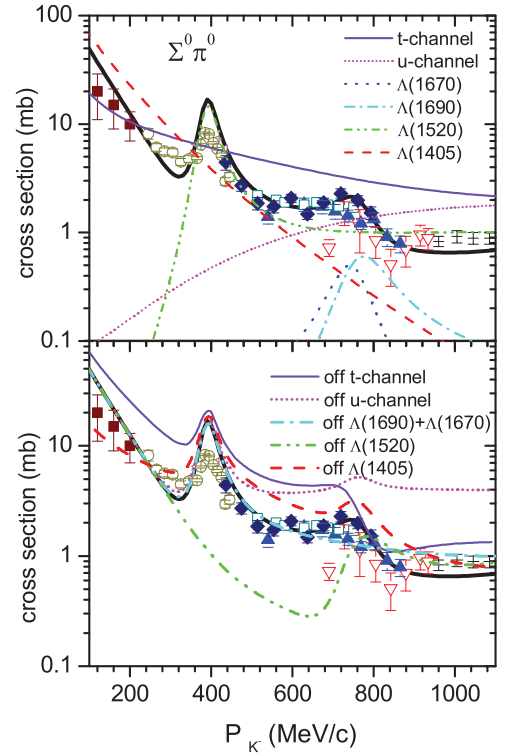 Σ⁰π⁰
t-channel
u-channel
Λ(1670)
Λ(1690)
Λ(1520)
Λ(1405)
100
10
1
0.1
cross section (mb)
off t-channel
off u-channel
off Λ(1690)+Λ(1670)
off Λ(1520)
off Λ(1405)
10
1
0.1
cross section (mb)
200 400 600 800 1000
P K⁻ (MeV/c)